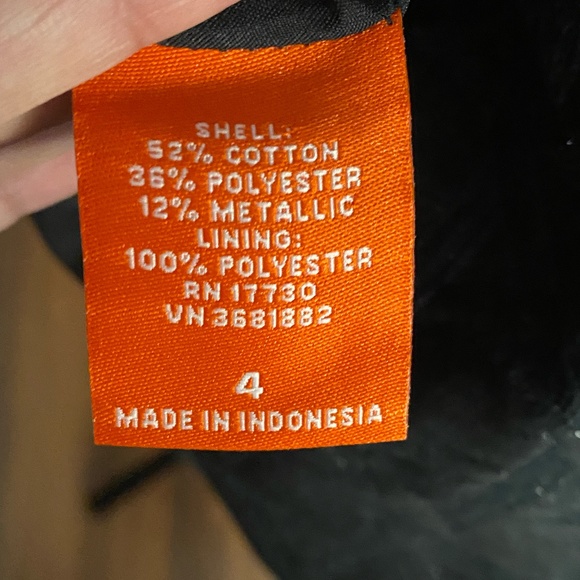 SHELL:
52% COTTON
36% POLYESTER
12% METALLIC
LINING:
100% POLYESTER
RN 17730
VN 3681882
4
MADE IN INDONESIA